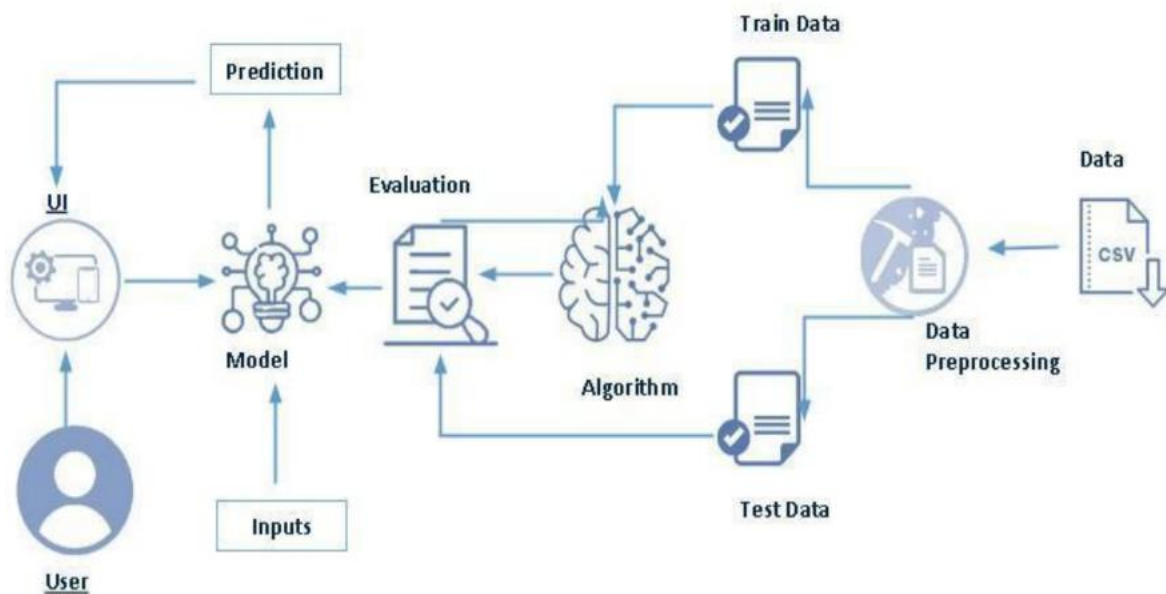 Train Data
Prediction
Data
Evaluation
UI
CSV
Data
Preprocessing
Model
Algorithm
Inputs
Test Data
User